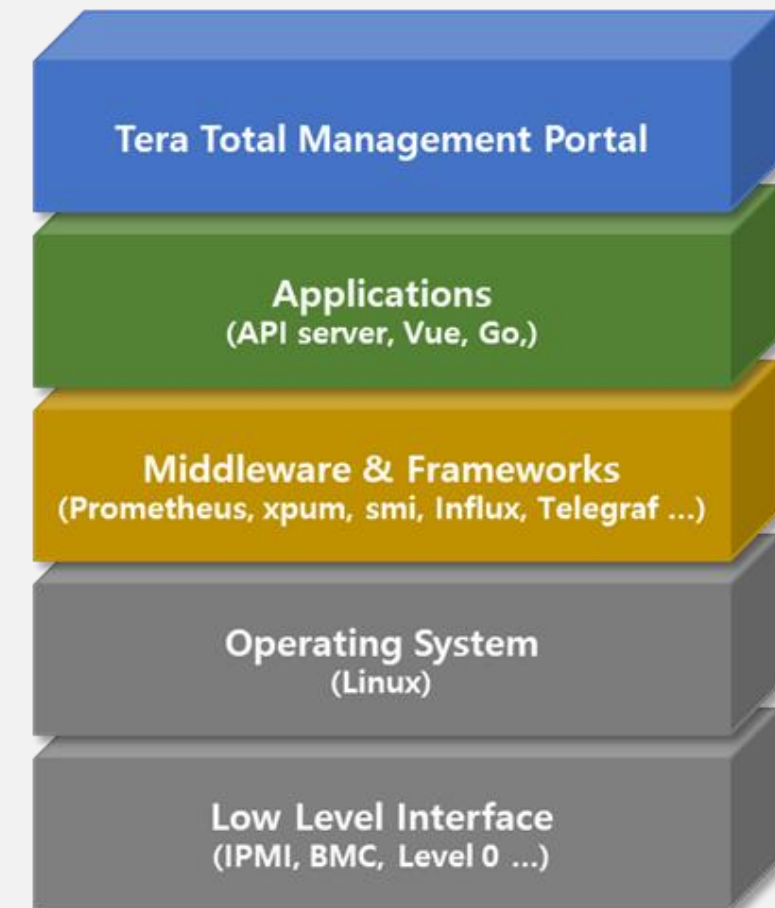 Tera Total Management Portal
Applications
(API server, Vue, Go,)
Middleware & Frameworks
(Prometheus, xpum, smi, Influx, Telegraf ...)
Operating System
(Linux)
Low Level Interface
(IPMI, BMC, Level 0 ...)